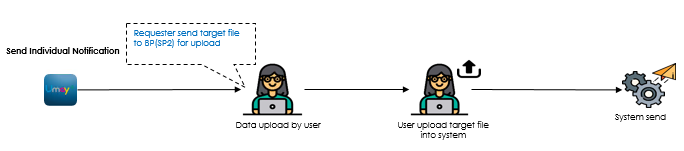 Requester send target file
to BP(SP2) for upload
Send Individual Notification
Data upload by user
User upload target file
into system
System send